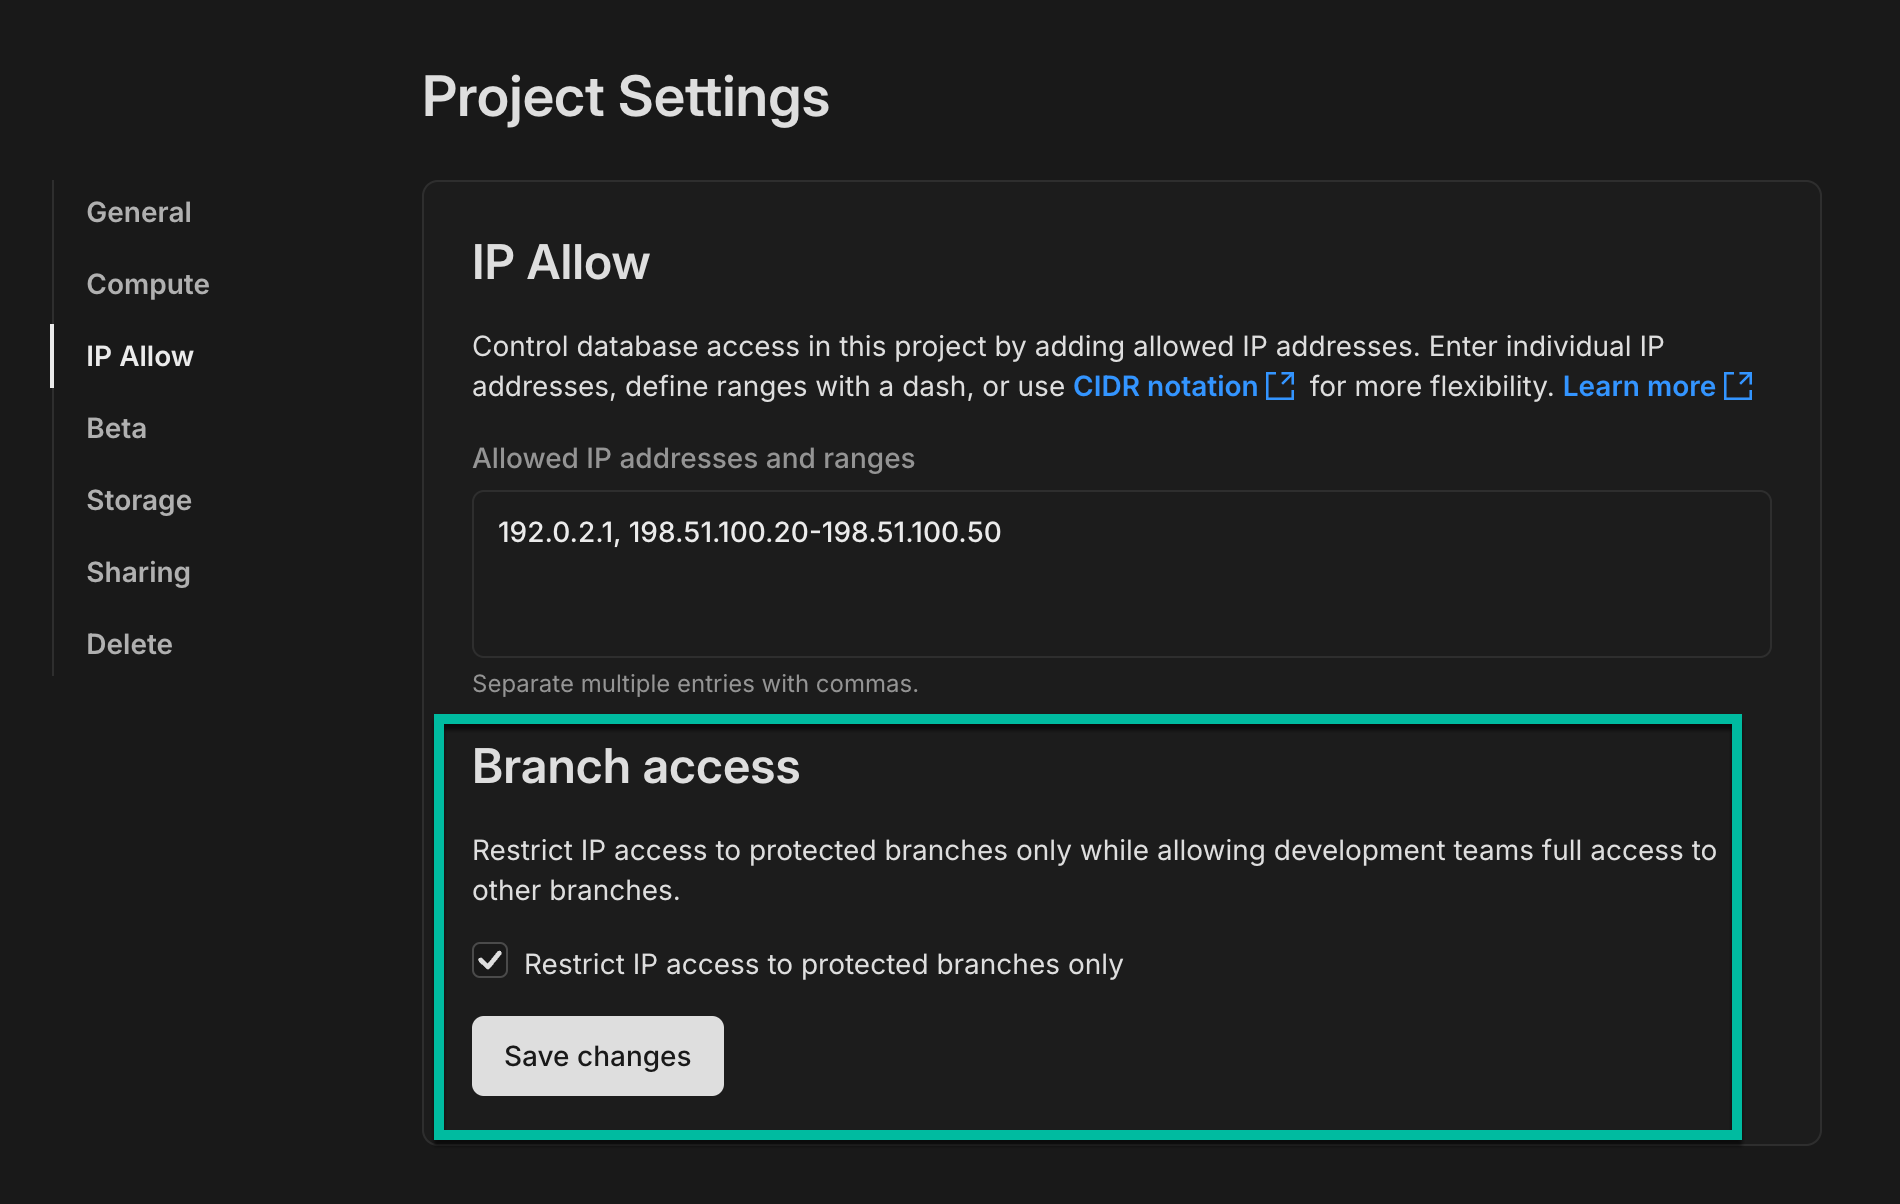 Project Settings
General
Compute
IP Allow
Beta
Storage
Sharing
Delete
IP Allow
Control database access in this project by adding allowed IP addresses. Enter individual IP
addresses, define ranges with a dash, or use CIDR notation for more flexibility. Learn more
Allowed IP addresses and ranges
192.0.2.1, 198.51.100.20-198.51.100.50
Separate multiple entries with commas.
Branch access
Restrict IP access to protected branches only while allowing development teams full access to
other branches.
Restrict IP access to protected branches only
Save changes